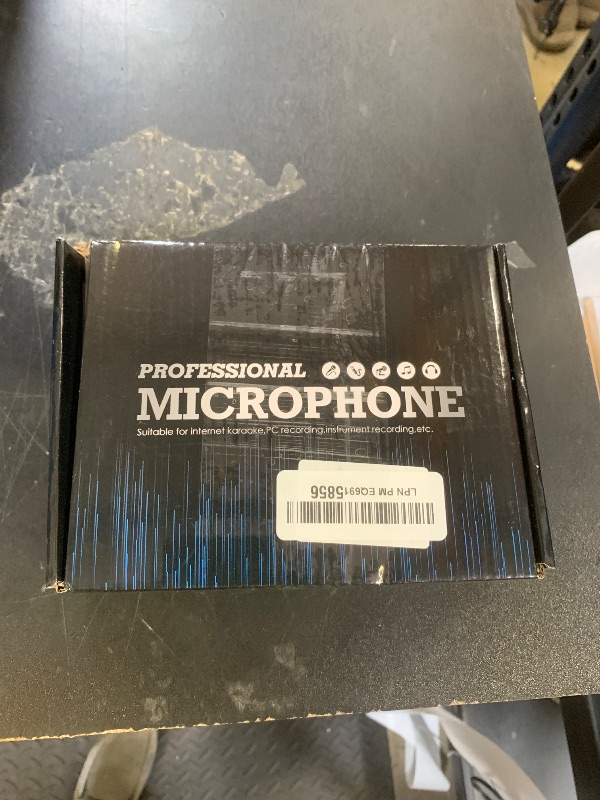 PROFESSIONAL
MICROPHONE
Suitable for internet karaoke,PC recording,instrument recording,etc.
LPN PM EQ6915856